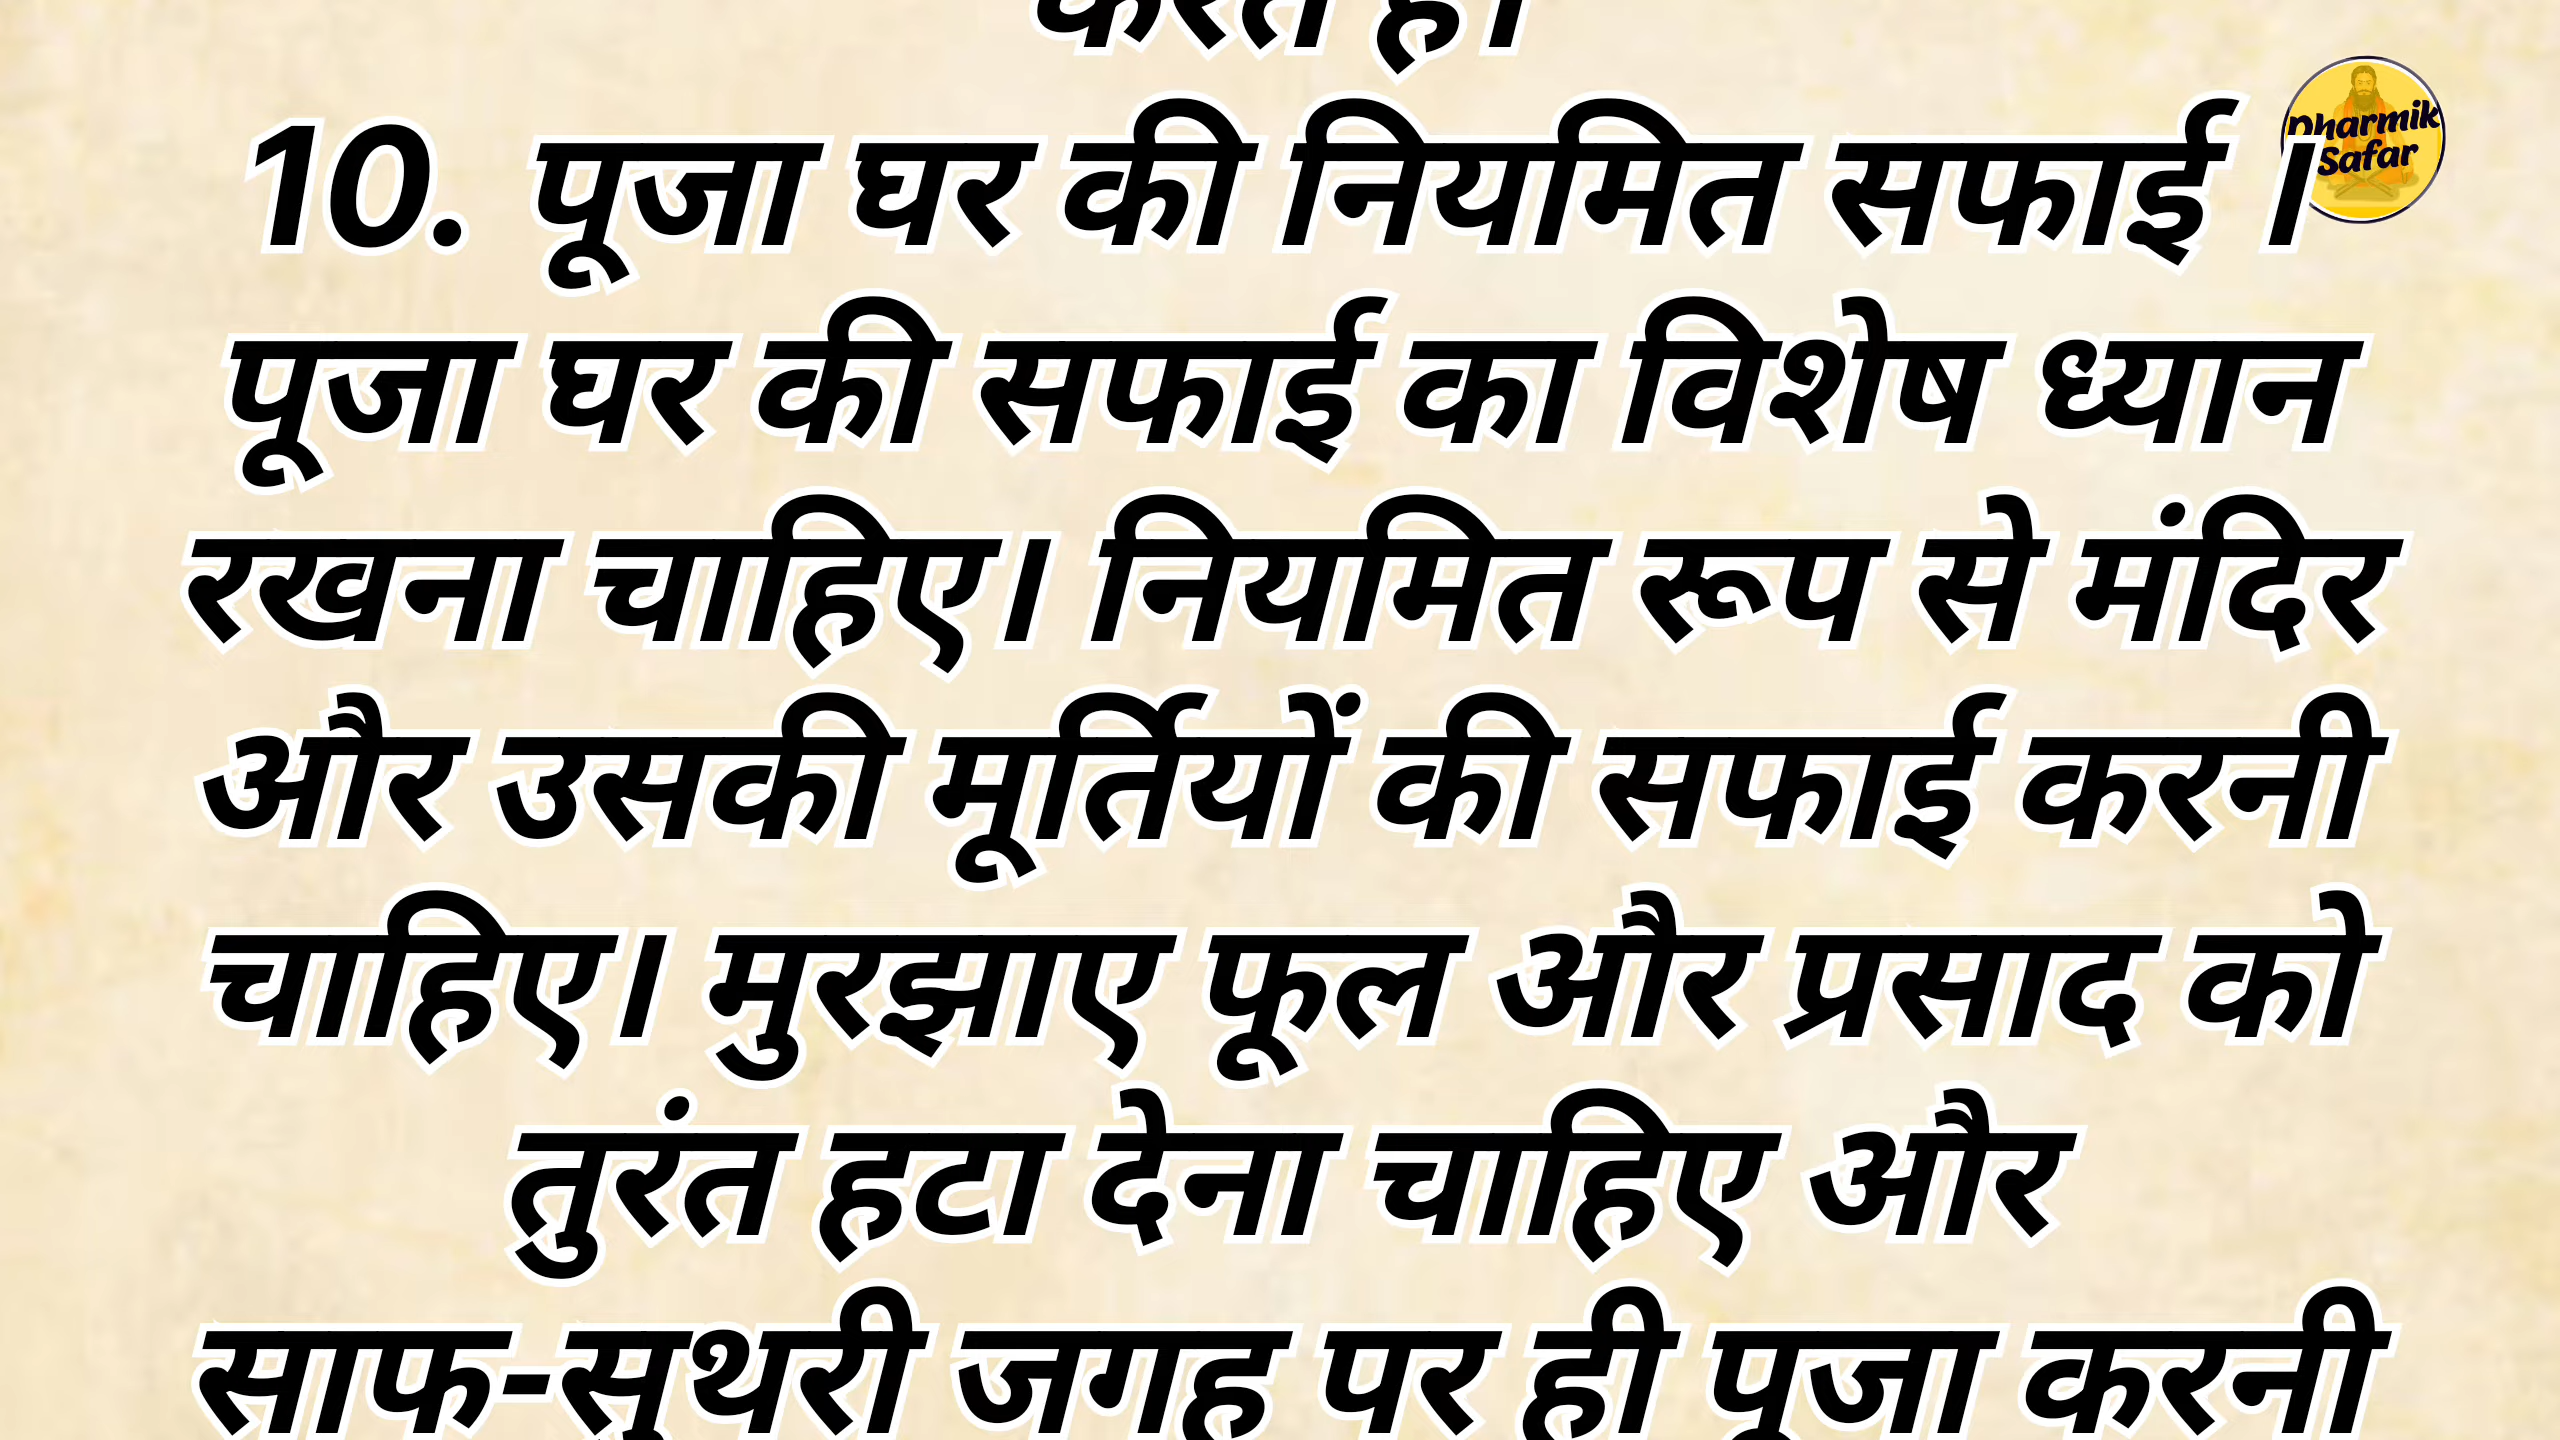 करते हैं।
10. पूजा घर की नियमित सफाई ।
Dharmik
Safar
पूजा घर की सफाई का विशेष ध्यान
रखना चाहिए। नियमित रूप से मंदिर
और उसकी मूर्तियों की सफाई करनी
चाहिए। मुरझाए फूल और प्रसाद को
तुरंत हटा देना चाहिए और
साफ-सुथरी जगह पर ही पूजा करनी